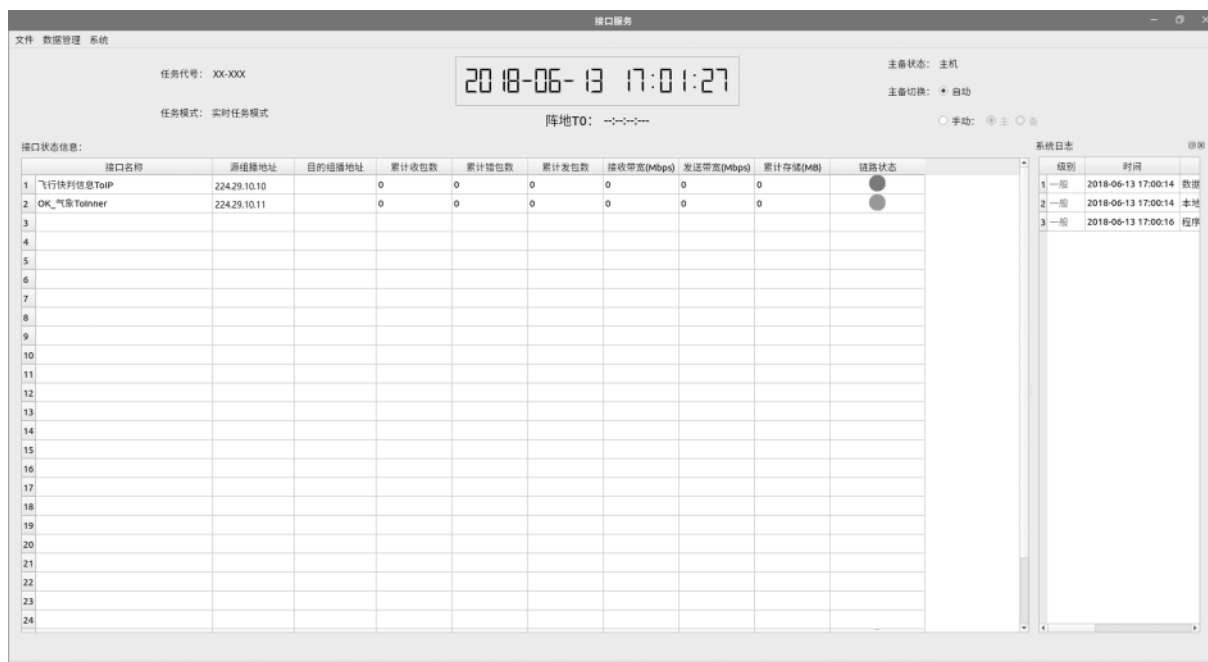 接口服务
文件 数据管理 系统
任务代号： XX-XXX
2018-06-13 17:01:27
主备状态： 主机
主备切换： 自动
任务模式： 实时任务模式
阵地T0： --:--:--:---
手动： 主 备
接口状态信息：
系统日志
接口名称 源组播地址 目的组播地址 累计收包数 累计错包数 累计发包数 接收带宽(Mbps) 发送带宽(Mbps) 累计存储(MB) 链路状态
级别 时间
1 飞行快判信息ToIP 224.29.10.10 0 0 0 0 0 0
1 一般 2018-06-13 17:00:14 数据
2 OK_气象ToInner 224.29.10.11 0 0 0 0 0 0
2 一般 2018-06-13 17:00:14 本地
3
3 一般 2018-06-13 17:00:16 程序
4
5
6
7
8
9
10
11
12
13
14
15
16
17
18
19
20
21
22
23
24